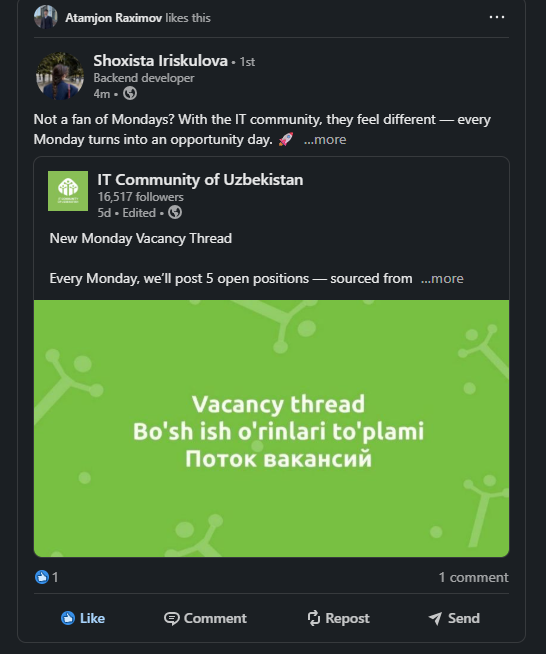 Atamjon Raximov likes this
Shoxista Iriskulova • 1st
Backend developer
4m •
Not a fan of Mondays? With the IT community, they feel different — every
Monday turns into an opportunity day. 🚀 ...more
IT Community of Uzbekistan
16,517 followers
5d • Edited •
New Monday Vacancy Thread
Every Monday, we'll post 5 open positions — sourced from ...more
Vacancy thread
Bo'sh ish o'rinlari to'plami
Поток вакансий
1
1 comment
Like
Comment
Repost
Send